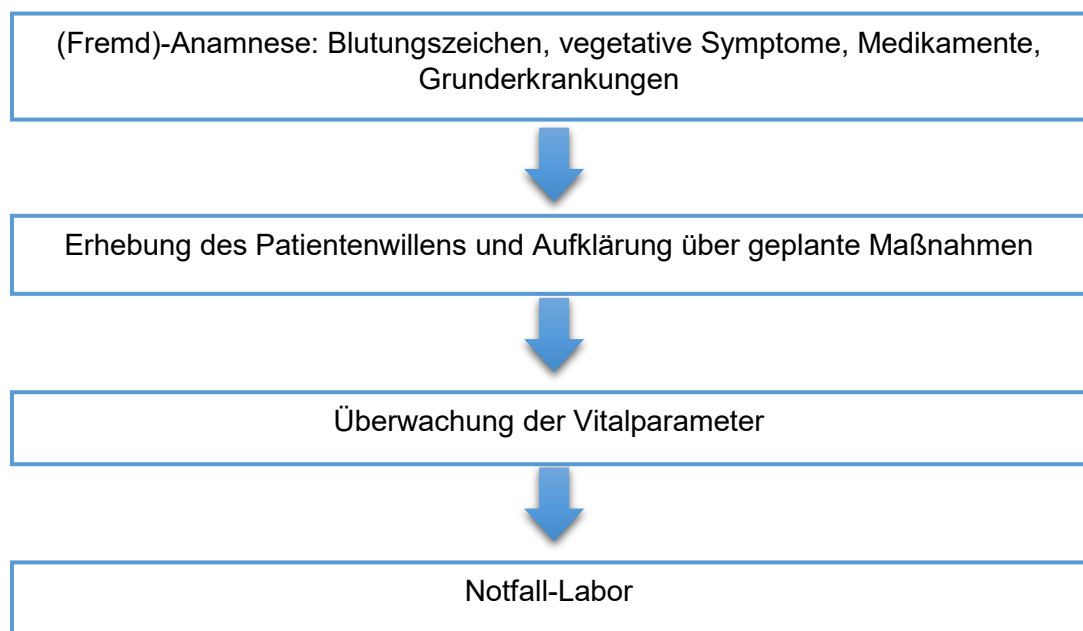 (Fremd)-Anamnese: Blutungszeichen, vegetative Symptome, Medikamente,
Grunderkrankungen
Erhebung des Patientenwillens und Aufklärung über geplante Maßnahmen
Überwachung der Vitalparameter
Notfall-Labor